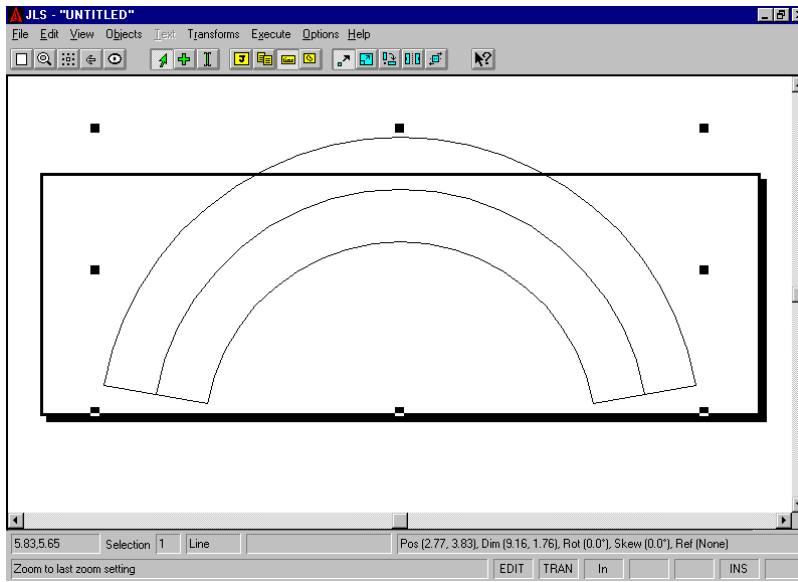 JLS - "UNTITLED"
File Edit View Objects Text Transforms Execute Options Help
5.83,5.65 Selection 1 Line Pos (2.77, 3.83), Dim (9.16, 1.76), Rot (0.0°), Skew (0.0°), Ref (None)
Zoom to last zoom setting EDIT TRAN In INS